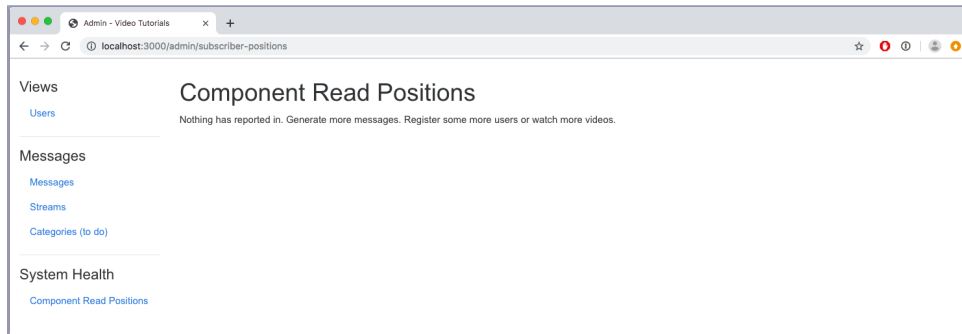 Admin - Video Tutorials
localhost:3000/admin/subscriber-positions
Views
Users
Messages
Messages
Streams
Categories (to do)
System Health
Component Read Positions
Component Read Positions
Nothing has reported in. Generate more messages. Register some more users or watch more videos.